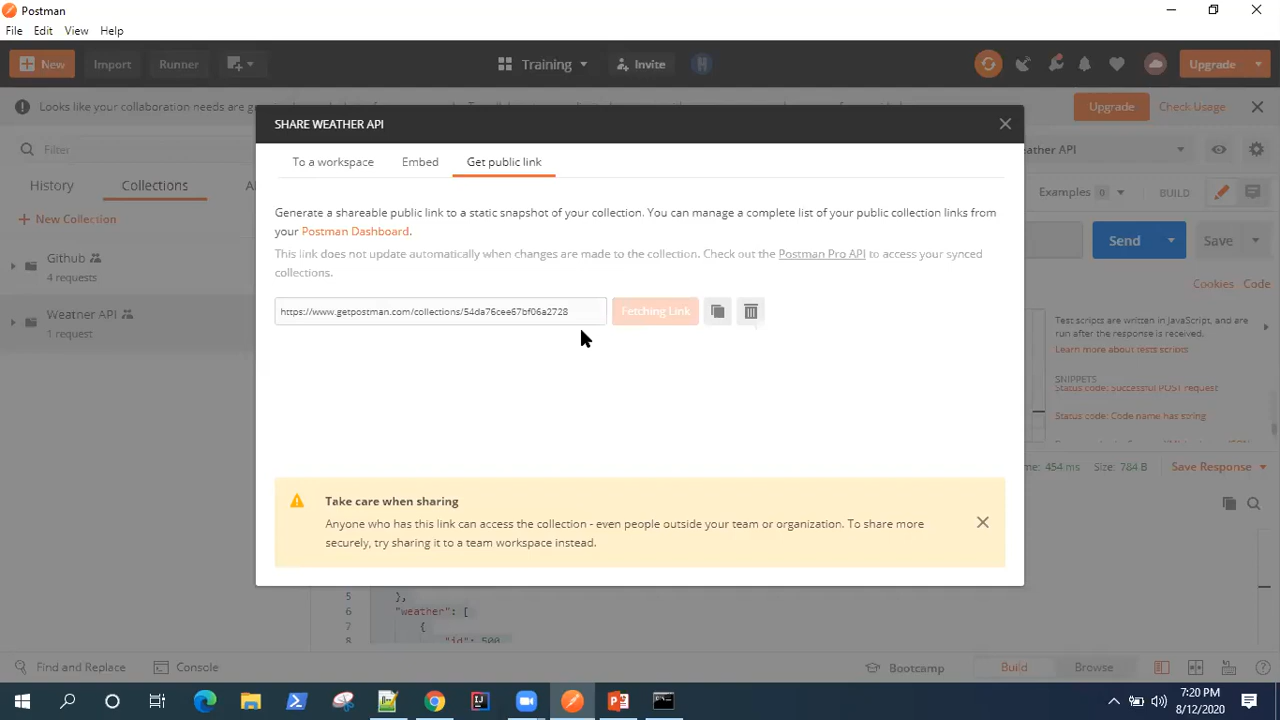 Postman
File Edit View Help
New Import Runner Training Invite Upgrade
Looks like your collaboration needs are Upgrade Check Usage
Filter
eather API
History Collections
Examples 0 BUILD
New Collection
Send Save
Github
4 requests
Cookies Code
Weather API
1 request
Test scripts are written in JavaScript, and are
run after the response is received.
Learn more about tests scripts
SNIPPETS
Status code: Successful POST request
Status code: Code name has string
me: 454 ms Size: 784 B Save Response
SHARE WEATHER API
To a workspace Embed Get public link
Generate a shareable public link to a static snapshot of your collection. You can manage a complete list of your public collection links from
your Postman Dashboard.
This link does not update automatically when changes are made to the collection. Check out the Postman Pro API to access your synced
collections.
https://www.getpostman.com/collections/54da76cee67bf06a2728 Fetching Link
Take care when sharing
Anyone who has this link can access the collection - even people outside your team or organization. To share more
securely, try sharing it to a team workspace instead.
5 },
6 "weather": [
7 {
8 "id": 500
Find and Replace Console Bootcamp Build Browse
7:20 PM
8/12/2020